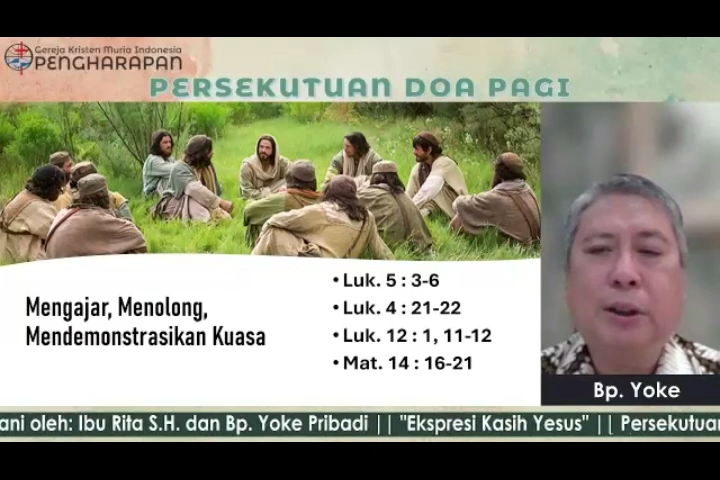 Gereja Kristen Muria Indonesia
PENGHARAPAN
PERSEKUTUAN DOA PAGI
Mengajar, Menolong,
Mendemonstrasikan Kuasa
• Luk. 5 : 3-6
• Luk. 4 : 21-22
• Luk. 12 : 1, 11-12
• Mat. 14 : 16-21
Bp. Yoke
ani oleh: Ibu Rita S.H. dan Bp. Yoke Pribadi || "Ekspresi Kasih Yesus" || Persekutua